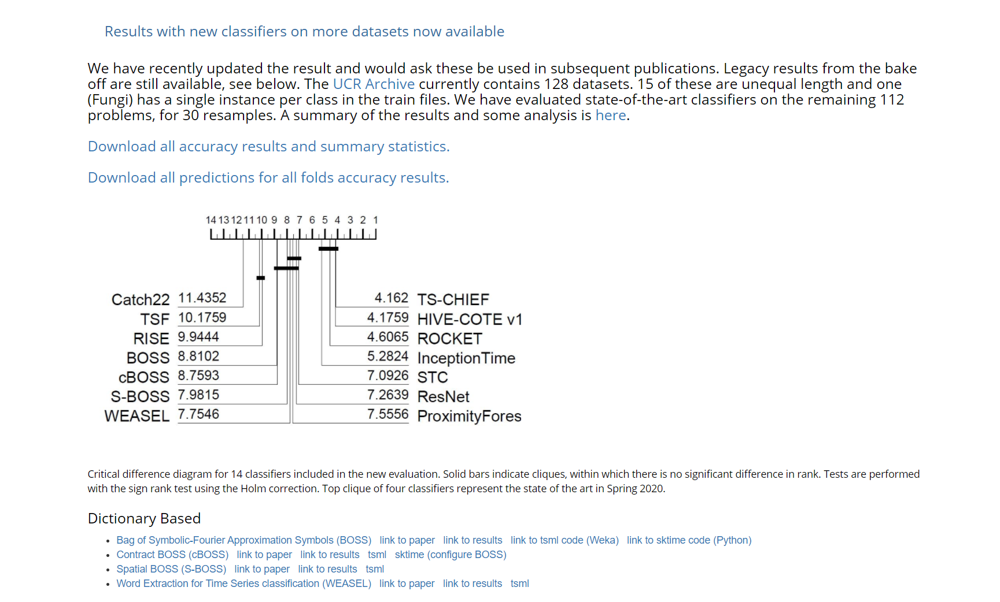 Results with new classifiers on more datasets now available
We have recently updated the result and would ask these be used in subsequent publications. Legacy results from the bake
off are still available, see below. The UCR Archive currently contains 128 datasets. 15 of these are unequal length and one
(Fungi) has a single instance per class in the train files. We have evaluated state-of-the-art classifiers on the remaining 112
problems, for 30 resamples. A summary of the results and some analysis is here.
Download all accuracy results and summary statistics.
Download all predictions for all folds accuracy results.
14 13 12 11 10 9 8 7 6 5 4 3 2 1
Catch22 11.4352 4.162 TS-CHIEF
TSF 10.1759 4.1759 HIVE-COTE v1
RISE 9.9444 4.6065 ROCKET
BOSS 8.8102 5.2824 InceptionTime
cBOSS 8.7593 7.0926 STC
S-BOSS 7.9815 7.2639 ResNet
WEASEL 7.7546 7.5556 ProximityFores
Critical difference diagram for 14 classifiers included in the new evaluation. Solid bars indicate cliques, within which there is no significant difference in rank. Tests are performed
with the sign rank test using the Holm correction. Top clique of four classifiers represent the state of the art in Spring 2020.
Dictionary Based
• Bag of Symbolic-Fourier Approximation Symbols (BOSS) link to paper link to results link to tsml code (Weka) link to sktime code (Python)
• Contract BOSS (cBOSS) link to paper link to results tsml sktime (configure BOSS)
• Spatial BOSS (S-BOSS) link to paper link to results tsml
• Word Extraction for Time Series classification (WEASEL) link to paper link to results tsml